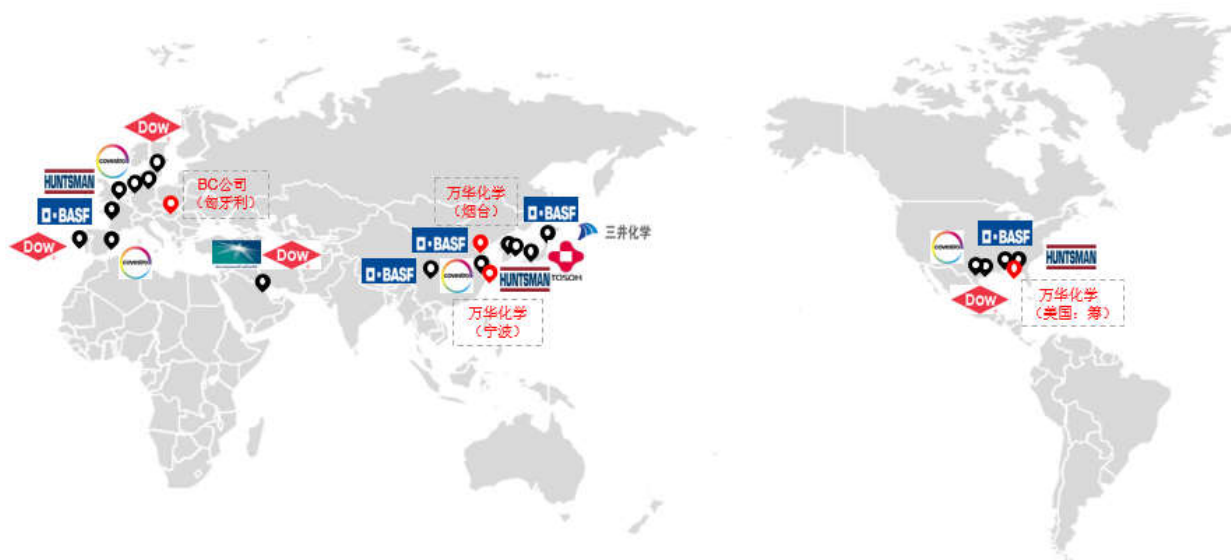 Dow
covestro
HUNTSMAN
BASF
Dow
covestro
BC公司
（匈牙利）
Dow
万华化学
（烟台）
BASF
BASF
BASF
covestro
三井化学
TOSOH
HUNTSMAN
万华化学
（宁波）
covestro
BASF
HUNTSMAN
Dow
万华化学
（美国：筹）